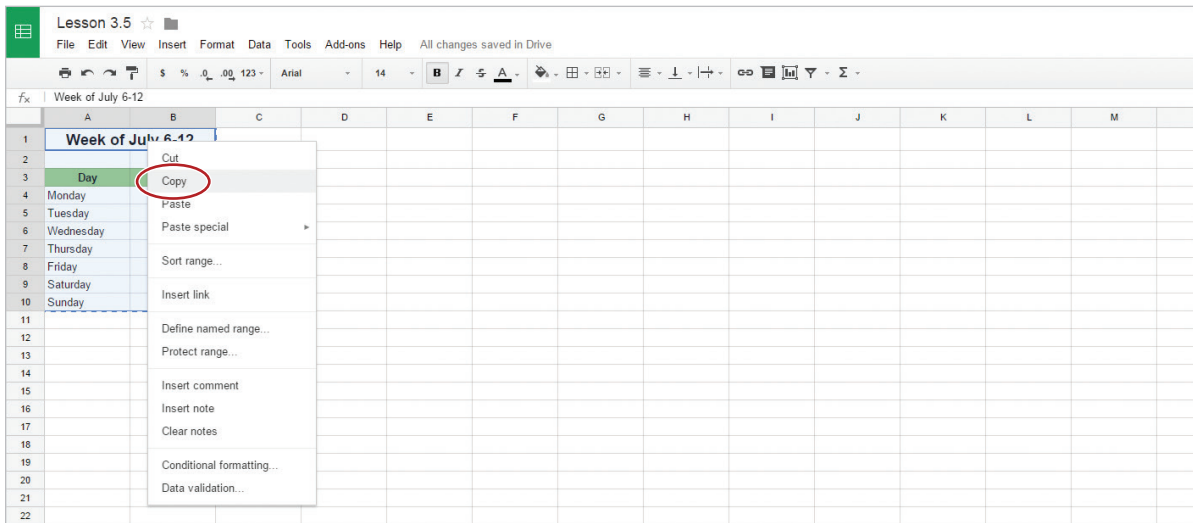 Lesson 3.5
File Edit View Insert Format Data Tools Add-ons Help All changes saved in Drive
$ % .0 .00 123 Arial 14 B I S A Σ
fx Week of July 6-12
A B C D E F G H I J K L M
1 Week of July 6-12
2 Cut
3 Day Copy
4 Monday Paste
5 Tuesday
6 Wednesday Paste special
7 Thursday
8 Friday Sort range...
9 Saturday
10 Sunday Insert link
11
12 Define named range...
13 Protect range...
14
15 Insert comment
16 Insert note
17 Clear notes
18
19 Conditional formatting...
20
21 Data validation...
22